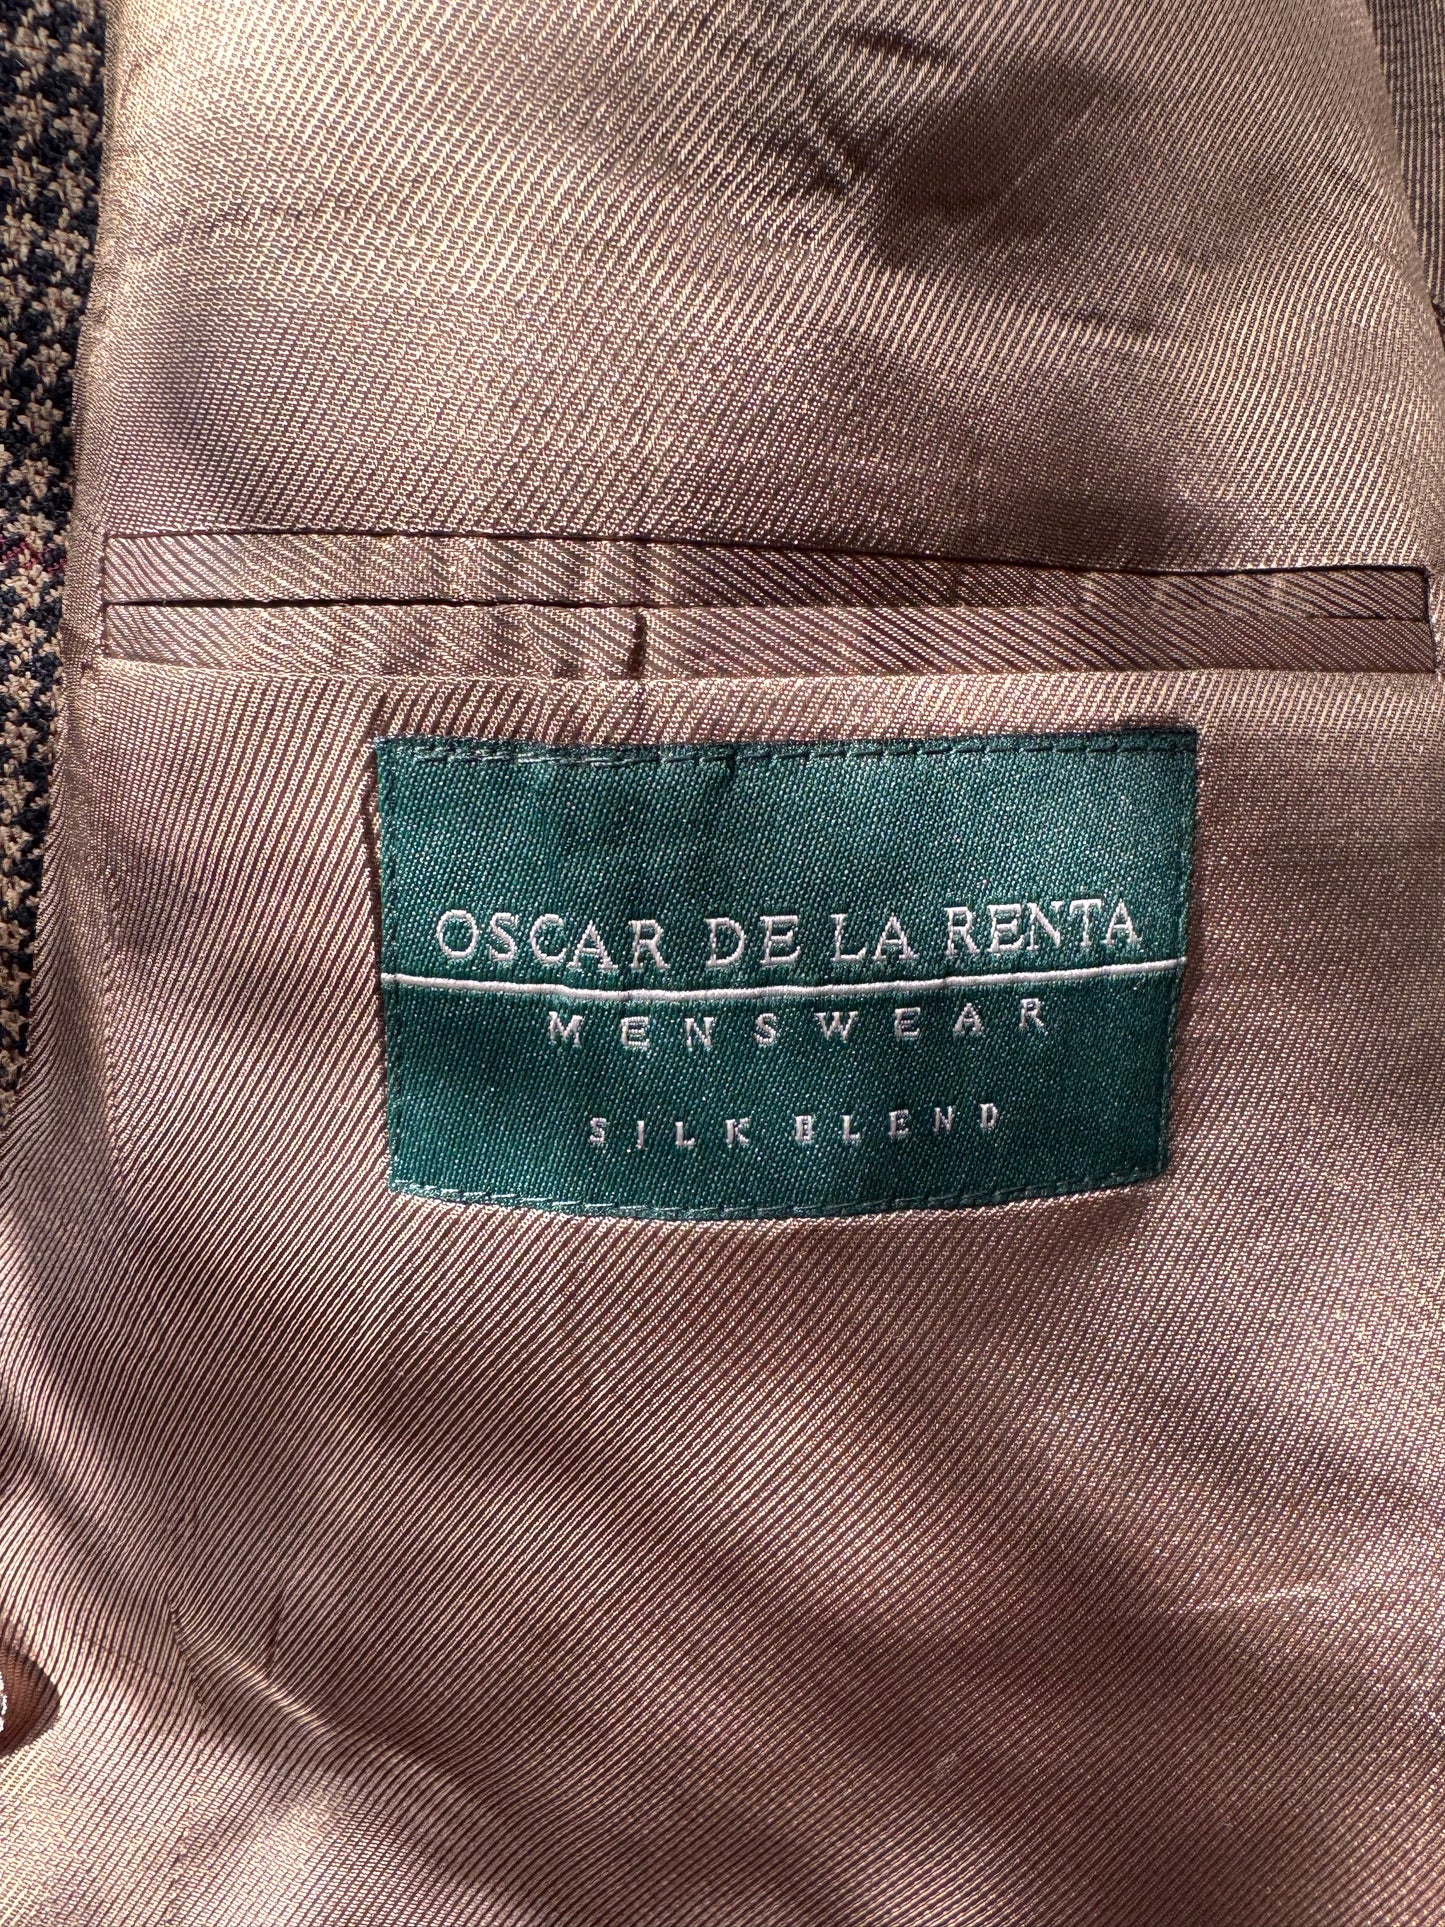 OSCAR DE LA RENTA
MENSWEAR
SILK BLEND